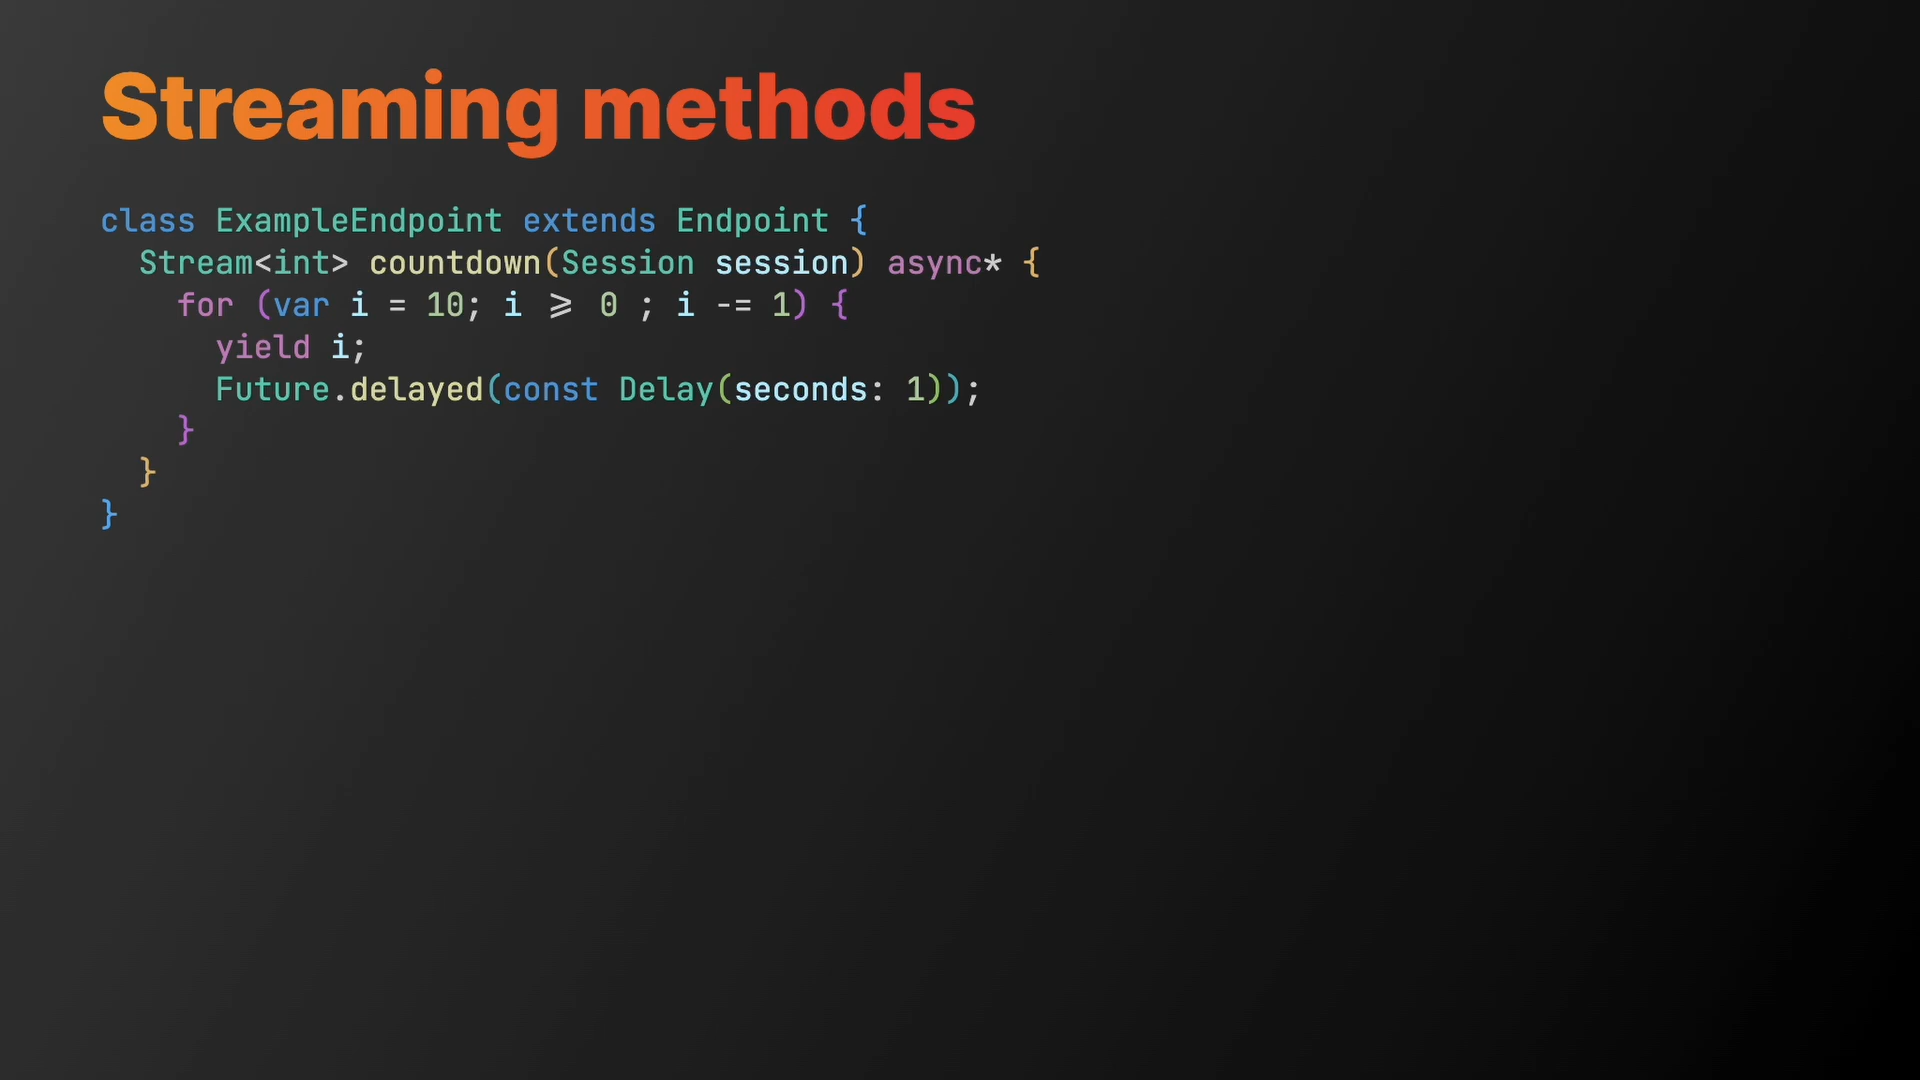 Streaming methods
class ExampleEndpoint extends Endpoint {
  Stream<int> countdown(Session session) async* {
    for (var i = 10; i >= 0 ; i -= 1) {
      yield i;
      Future.delayed(const Delay(seconds: 1));
    }
  }
}